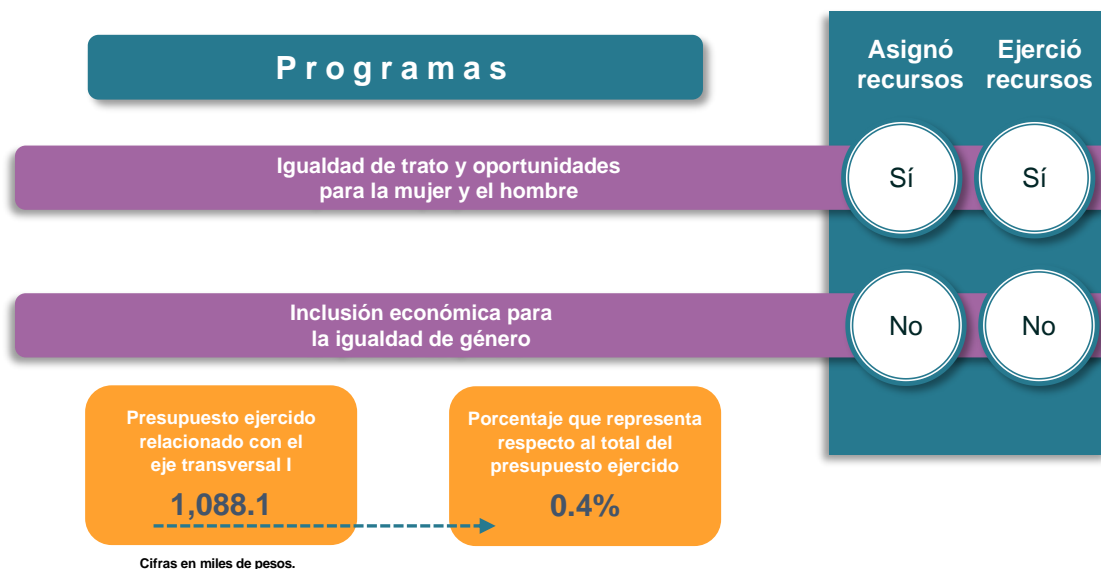 Programas
Asignó
recursos
Ejerció
recursos
Igualdad de trato y oportunidades
para la mujer y el hombre
Sí
Sí
Inclusión económica para
la igualdad de género
No
No
Presupuesto ejercido
relacionado con el
eje transversal I
1,088.1
Porcentaje que representa
respecto al total del
presupuesto ejercido
0.4%
Cifras en miles de pesos.